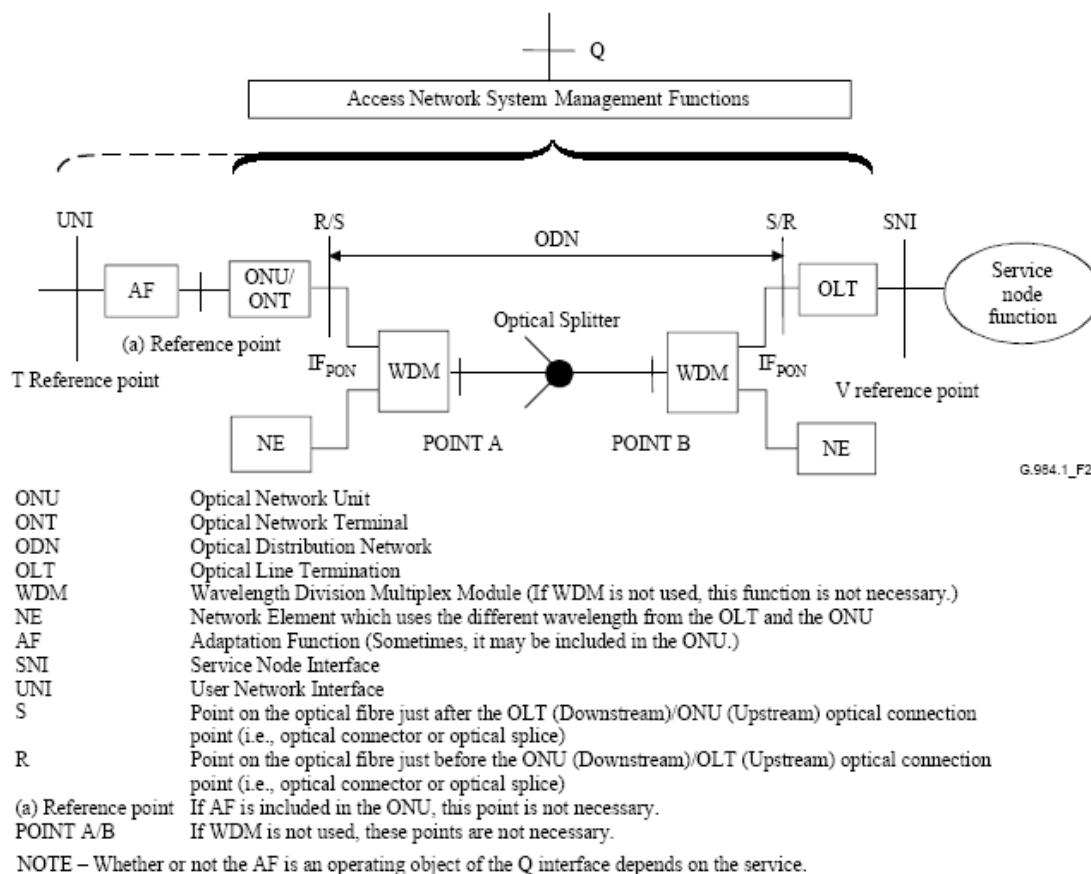 Q
Access Network System Management Functions
UNI
R/S
ODN
S/R
SNI
AF
ONU/
ONT
OLT
Service
node
function
(a) Reference point
Optical Splitter
T Reference point
IFPON
WDM
WDM
IFPON
V reference point
NE
POINT A
POINT B
NE
G.984.1_F2
ONU Optical Network Unit
ONT Optical Network Terminal
ODN Optical Distribution Network
OLT Optical Line Termination
WDM Wavelength Division Multiplex Module (If WDM is not used, this function is not necessary.)
NE Network Element which uses the different wavelength from the OLT and the ONU
AF Adaptation Function (Sometimes, it may be included in the ONU.)
SNI Service Node Interface
UNI User Network Interface
S Point on the optical fibre just after the OLT (Downstream)/ONU (Upstream) optical connection
point (i.e., optical connector or optical splice)
R Point on the optical fibre just before the ONU (Downstream)/OLT (Upstream) optical connection
point (i.e., optical connector or optical splice)
(a) Reference point If AF is included in the ONU, this point is not necessary.
POINT A/B If WDM is not used, these points are not necessary.
NOTE – Whether or not the AF is an operating object of the Q interface depends on the service.